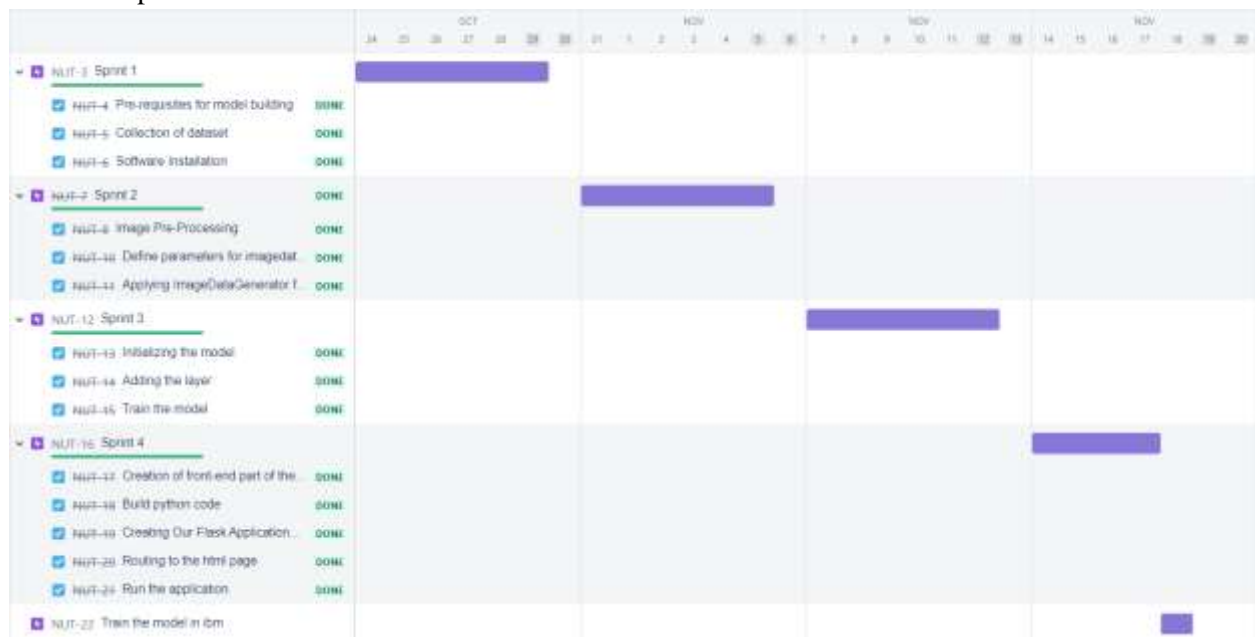 OCT NOV NOV NOV
24 25 26 27 28 29 30 31 1 2 3 4 5 6 7 8 9 10 11 12 13 14 15 16 17 18 19 20
NUT-3 Sprint 1
NUT-4 Pre-requisites for model building DONE
NUT-5 Collection of dataset DONE
NUT-6 Software Installation DONE
NUT-7 Sprint 2 DONE
NUT-8 Image Pre-Processing DONE
NUT-10 Define parameters for imagedat... DONE
NUT-11 Applying ImageDataGenerator f... DONE
NUT-12 Sprint 3
NUT-13 Initializing the model DONE
NUT-14 Adding the layer DONE
NUT-15 Train the model DONE
NUT-16 Sprint 4
NUT-17 Creation of front-end part of the... DONE
NUT-18 Build python code DONE
NUT-19 Creating Our Flask Application... DONE
NUT-20 Routing to the html page DONE
NUT-21 Run the application DONE
NUT-22 Train the model in ibm